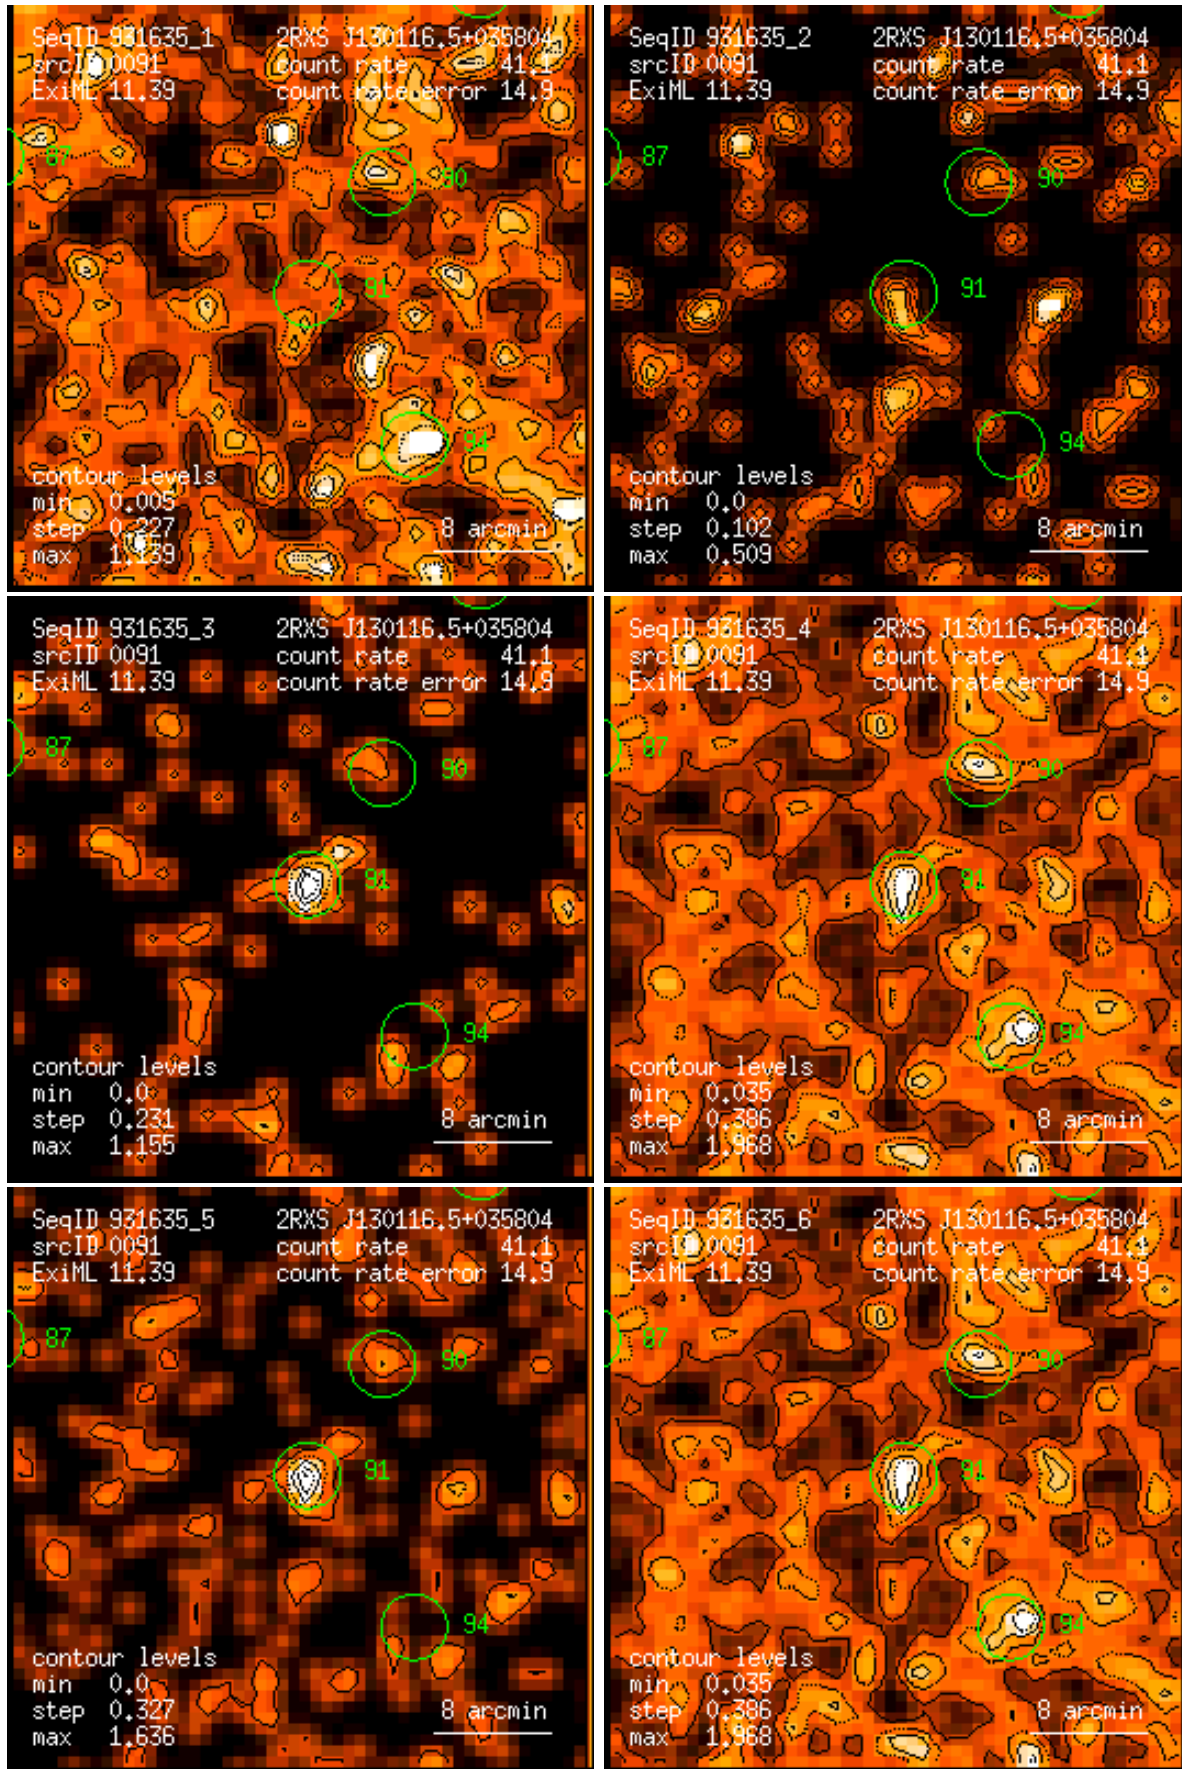 SeqID 931635_1 2RXS J130116.5+035804
srcID 0091 count rate 41.1
ExiML 11.39 count rate error 14.9
87
90
91
94
contour levels
min 0.005
step 0.227 8 arcmin
max 1.139
SeqID 931635_2 2RXS J130116.5+035804
srcID 0091 count rate 41.1
ExiML 11.39 count rate error 14.9
87
90
91
94
contour levels
min 0.0
step 0.102 8 arcmin
max 0.509
SeqID 931635_3 2RXS J130116.5+035804
srcID 0091 count rate 41.1
ExiML 11.39 count rate error 14.9
87
90
91
94
contour levels
min 0.0
step 0.231 8 arcmin
max 1.155
SeqID 931635_4 2RXS J130116.5+035804
srcID 0091 count rate 41.1
ExiML 11.39 count rate error 14.9
87
90
91
94
contour levels
min 0.035
step 0.386 8 arcmin
max 1.968
SeqID 931635_5 2RXS J130116.5+035804
srcID 0091 count rate 41.1
ExiML 11.39 count rate error 14.9
87
90
91
94
contour levels
min 0.0
step 0.327 8 arcmin
max 1.636
SeqID 931635_6 2RXS J130116.5+035804
srcID 0091 count rate 41.1
ExiML 11.39 count rate error 14.9
87
90
91
94
contour levels
min 0.035
step 0.386 8 arcmin
max 1.968